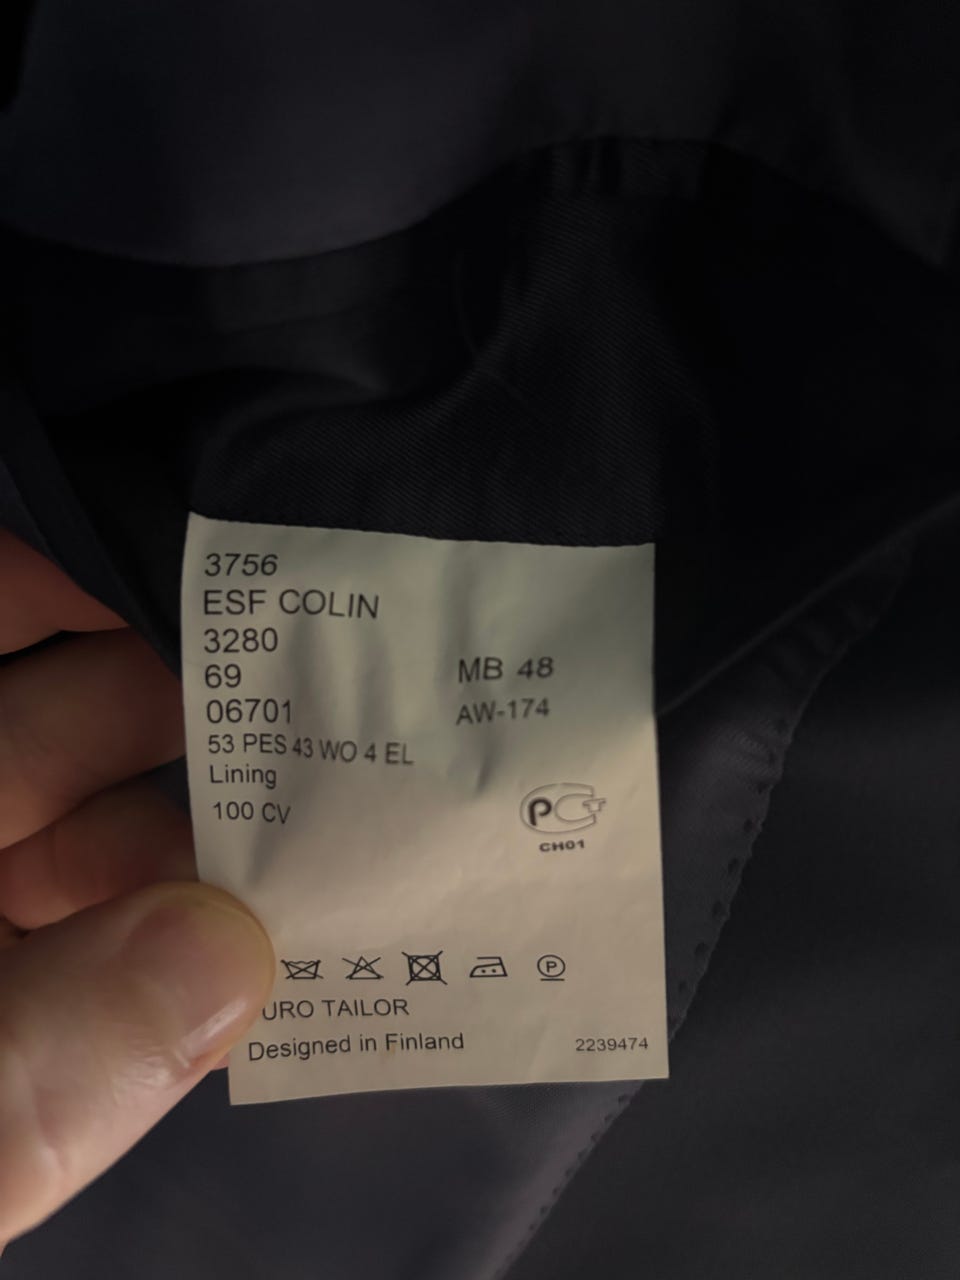 3756
ESF COLIN
3280
69
MB 48
06701
AW-174
53 PES 43 WO 4 EL
Lining
100 CV
РСТ
CH01
P
URO TAILOR
Designed in Finland
2239474